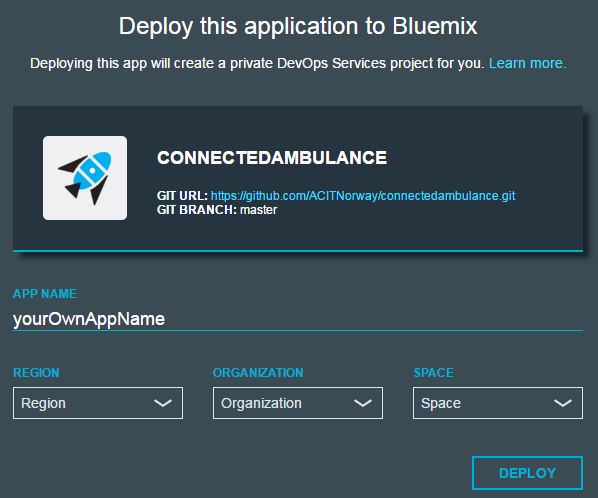 Deploy this application to Bluemix
Deploying this app will create a private DevOps Services project for you. Learn more.
CONNECTEDAMBULANCE
GIT URL: https://github.com/ACITNorway/connectedambulance.git
GIT BRANCH: master
APP NAME
yourOwnAppName
REGION ORGANIZATION SPACE
Region Organization Space
DEPLOY